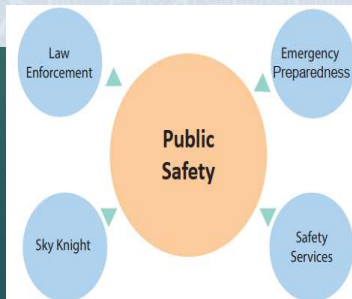 Law
Enforcement
Emergency
Preparedness
Public
Safety
Sky Knight
Safety
Services